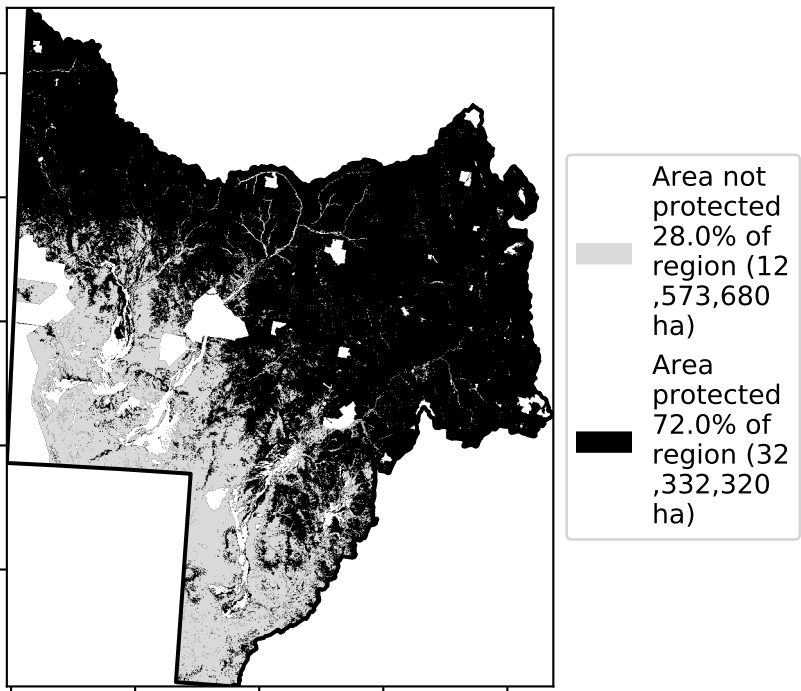 Area not
protected
28.0% of
region (12
,573,680
ha)
Area
protected
72.0% of
region (32
,332,320
ha)